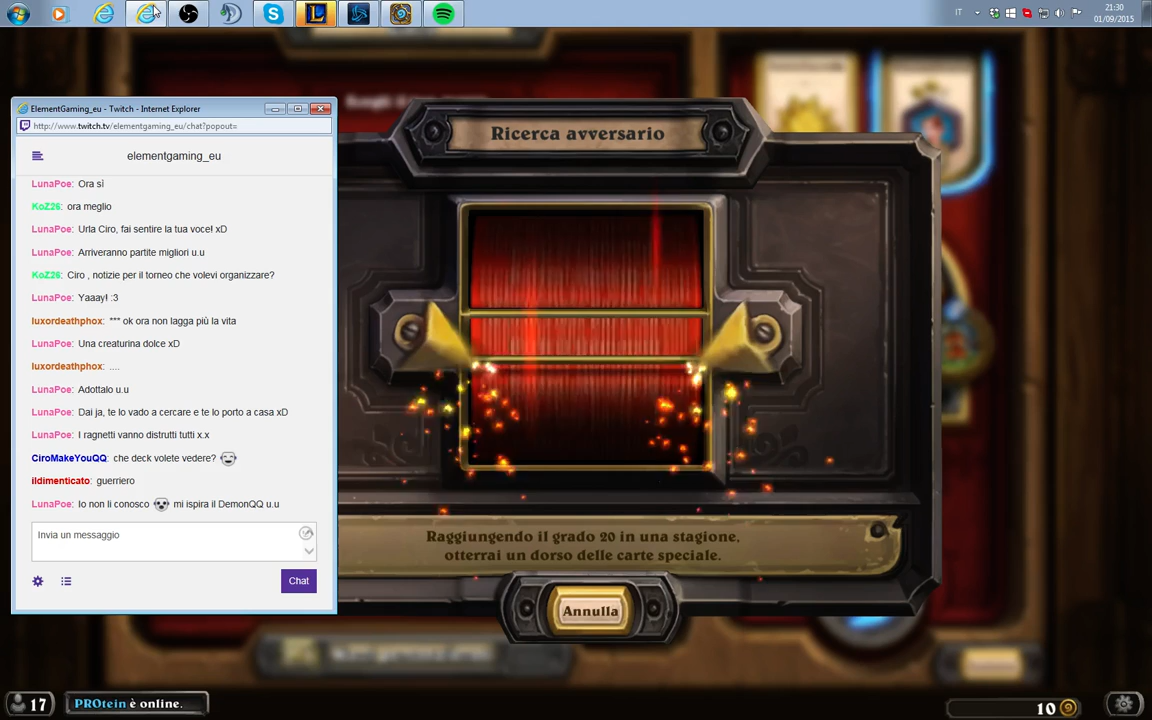 IT
21:30
01/09/2015
ElementGaming_eu - Twitch - Internet Explorer
http://www.twitch.tv/elementgaming_eu/chat?popout=
elementgaming_eu
LunaPoe: Ora sì
KoZ26: ora meglio
LunaPoe: Urla Ciro, fai sentire la tua voce! xD
LunaPoe: Arriveranno partite migliori u.u
KoZ26: Ciro , notizie per il torneo che volevi organizzare?
LunaPoe: Yaaay! :3
luxordeathphox: *** ok ora non lagga più la vita
LunaPoe: Una creaturina dolce xD
luxordeathphox: ....
LunaPoe: Adottalo u.u
LunaPoe: Dai ja, te lo vado a cercare e te lo porto a casa xD
LunaPoe: I ragnetti vanno distrutti tutti x.x
CiroMakeYouQQ: che deck volete vedere?
ildimenticato: guerriero
LunaPoe: Io non li conosco mi ispira il DemonQQ u.u
Invia un messaggio
Chat
Ricerca avversario
Raggiungendo il grado 20 in una stagione,
otterrai un dorso delle carte speciale.
Annulla
17
PROtein è online.
10